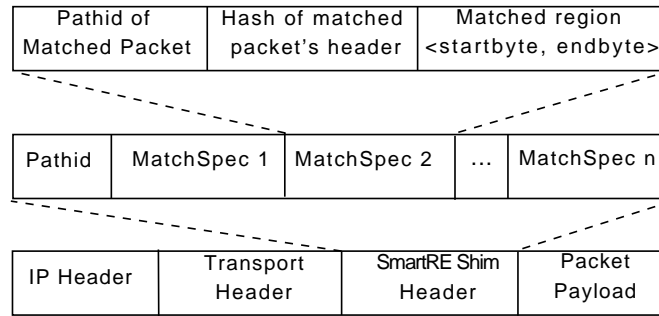 Pathid of Matched Packet
Hash of matched packet's header
Matched region <startbyte, endbyte>
Pathid
MatchSpec 1
MatchSpec 2
...
MatchSpec n
IP Header
Transport Header
SmartRE Shim Header
Packet Payload